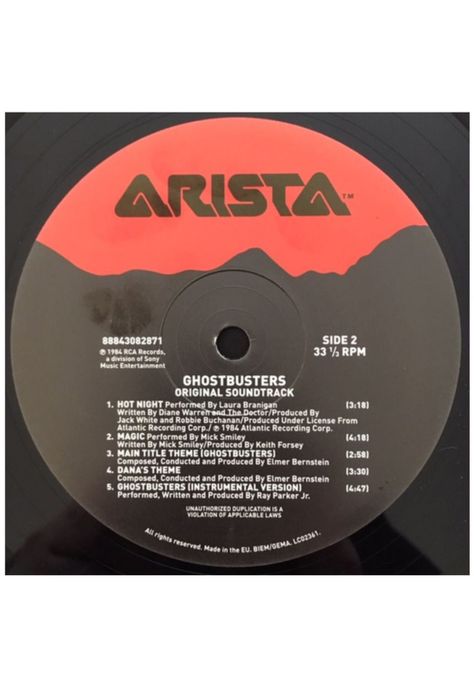 ARISTA™
88843082871
℗ 1984 RCA Records,
a division of Sony
Music Entertainment
SIDE 2
33 ⅓ RPM
GHOSTBUSTERS
ORIGINAL SOUNDTRACK
1. HOT NIGHT Performed By Laura Branigan [3:18]
Written By Diane Warren and The Doctor/Produced By
Jack White and Robbie Buchanan/Produced Under License From
Atlantic Recording Corp./℗ 1984 Atlantic Recording Corp.
2. MAGIC Performed By Mick Smiley [4:18]
Written By Mick Smiley/Produced By Keith Forsey
3. MAIN TITLE THEME (GHOSTBUSTERS) [2:58]
Composed, Conducted and Produced By Elmer Bernstein
4. DANA'S THEME [3:30]
Composed, Conducted and Produced By Elmer Bernstein
5. GHOSTBUSTERS (INSTRUMENTAL VERSION) [4:47]
Performed, Written and Produced By Ray Parker Jr.
UNAUTHORIZED DUPLICATION IS A
VIOLATION OF APPLICABLE LAWS
All rights reserved. Made in the EU. BIEM/GEMA. LC02361.